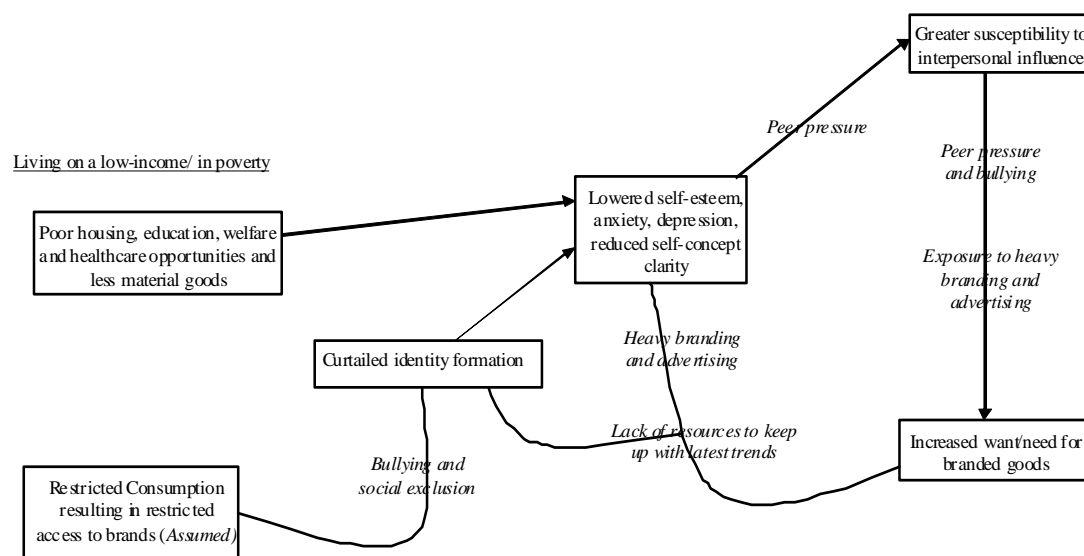 Greater susceptibility to
interpersonal influence
Peer pressure
Peer pressure
and bullying
Living on a low-income/ in poverty
Lowered self-esteem,
anxiety, depression,
reduced self-concept
clarity
Poor housing, education, welfare
and healthcare opportunities and
less material goods
Exposure to heavy
branding and
advertising
Heavy branding
and advertising
Curtailed identity formation
Lack of resources to keep
up with latest trends
Increased want/need for
branded goods
Bullying and
social exclusion
Restricted Consumption
resulting in restricted
access to brands (Assumed)